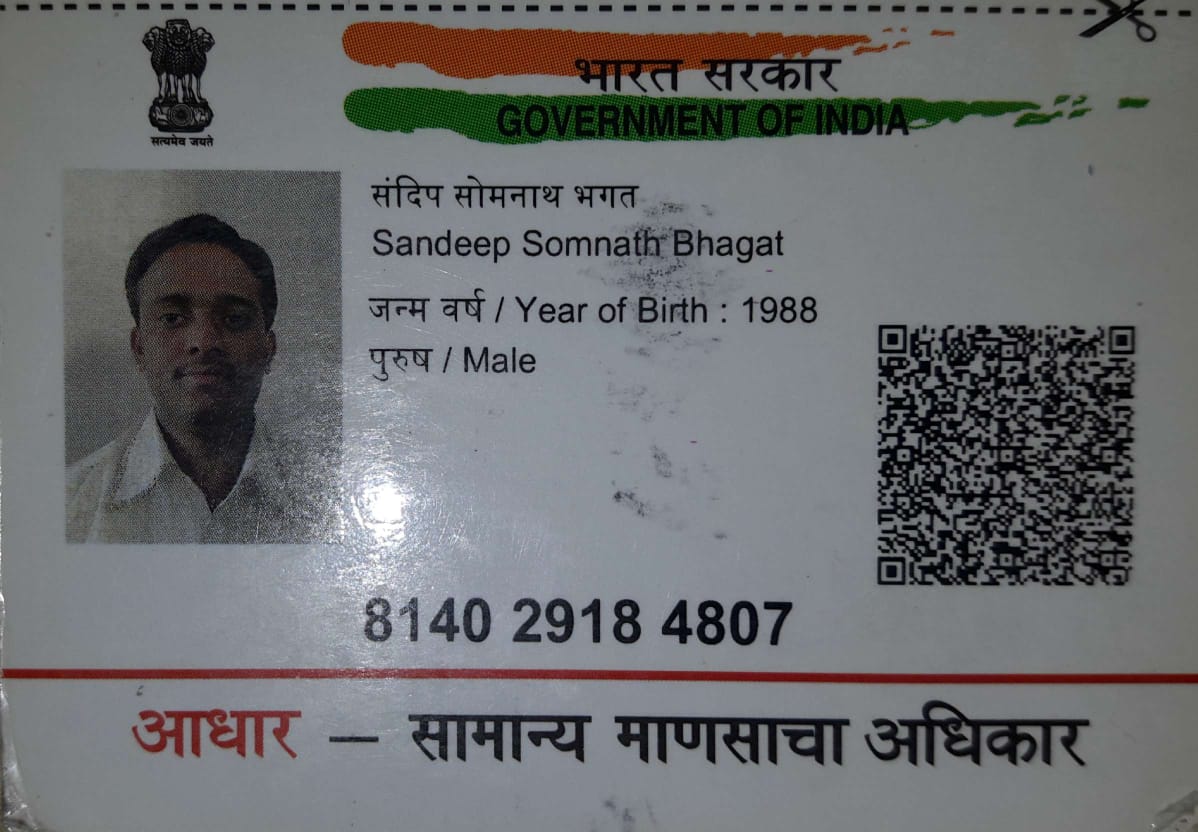 भारत सरकार
GOVERNMENT OF INDIA
सत्यमेव जयते
संदिप सोमनाथ भगत
Sandeep Somnath Bhagat
जन्म वर्ष / Year of Birth : 1988
पुरुष / Male
8140 2918 4807
आधार — सामान्य माणसाचा अधिकार